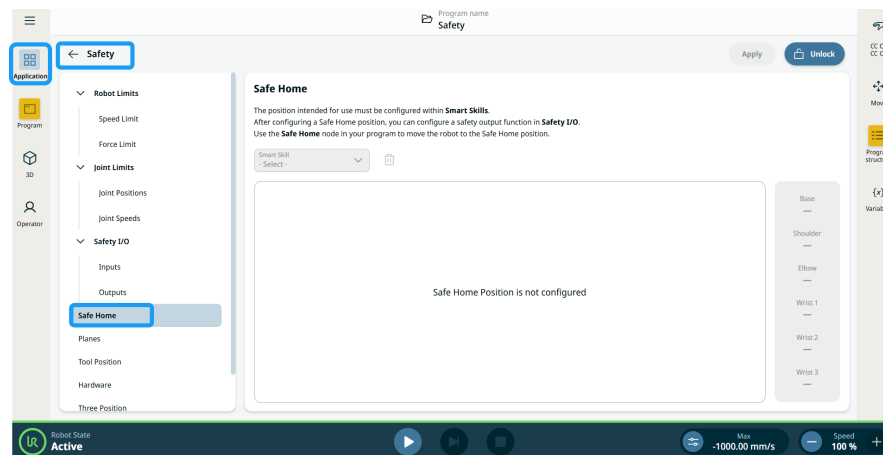 Program name
Safety
Application
Program
3D
Operator
Safety
Apply
Unlock
Robot Limits
Speed Limit
Force Limit
Joint Limits
Joint Positions
Joint Speeds
Safety I/O
Inputs
Outputs
Safe Home
Planes
Tool Position
Hardware
Three Position
Safe Home
The position intended for use must be configured within Smart Skills.
After configuring a Safe Home position, you can configure a safety output function in Safety I/O.
Use the Safe Home node in your program to move the robot to the Safe Home position.
Smart Skill
- Select -
Safe Home Position is not configured
Base
—
Shoulder
—
Elbow
—
Wrist 1
—
Wrist 2
—
Wrist 3
—
CC
CC
{x}
UR
Robot State
Active
Max
-1000.00 mm/s
Speed
100 %